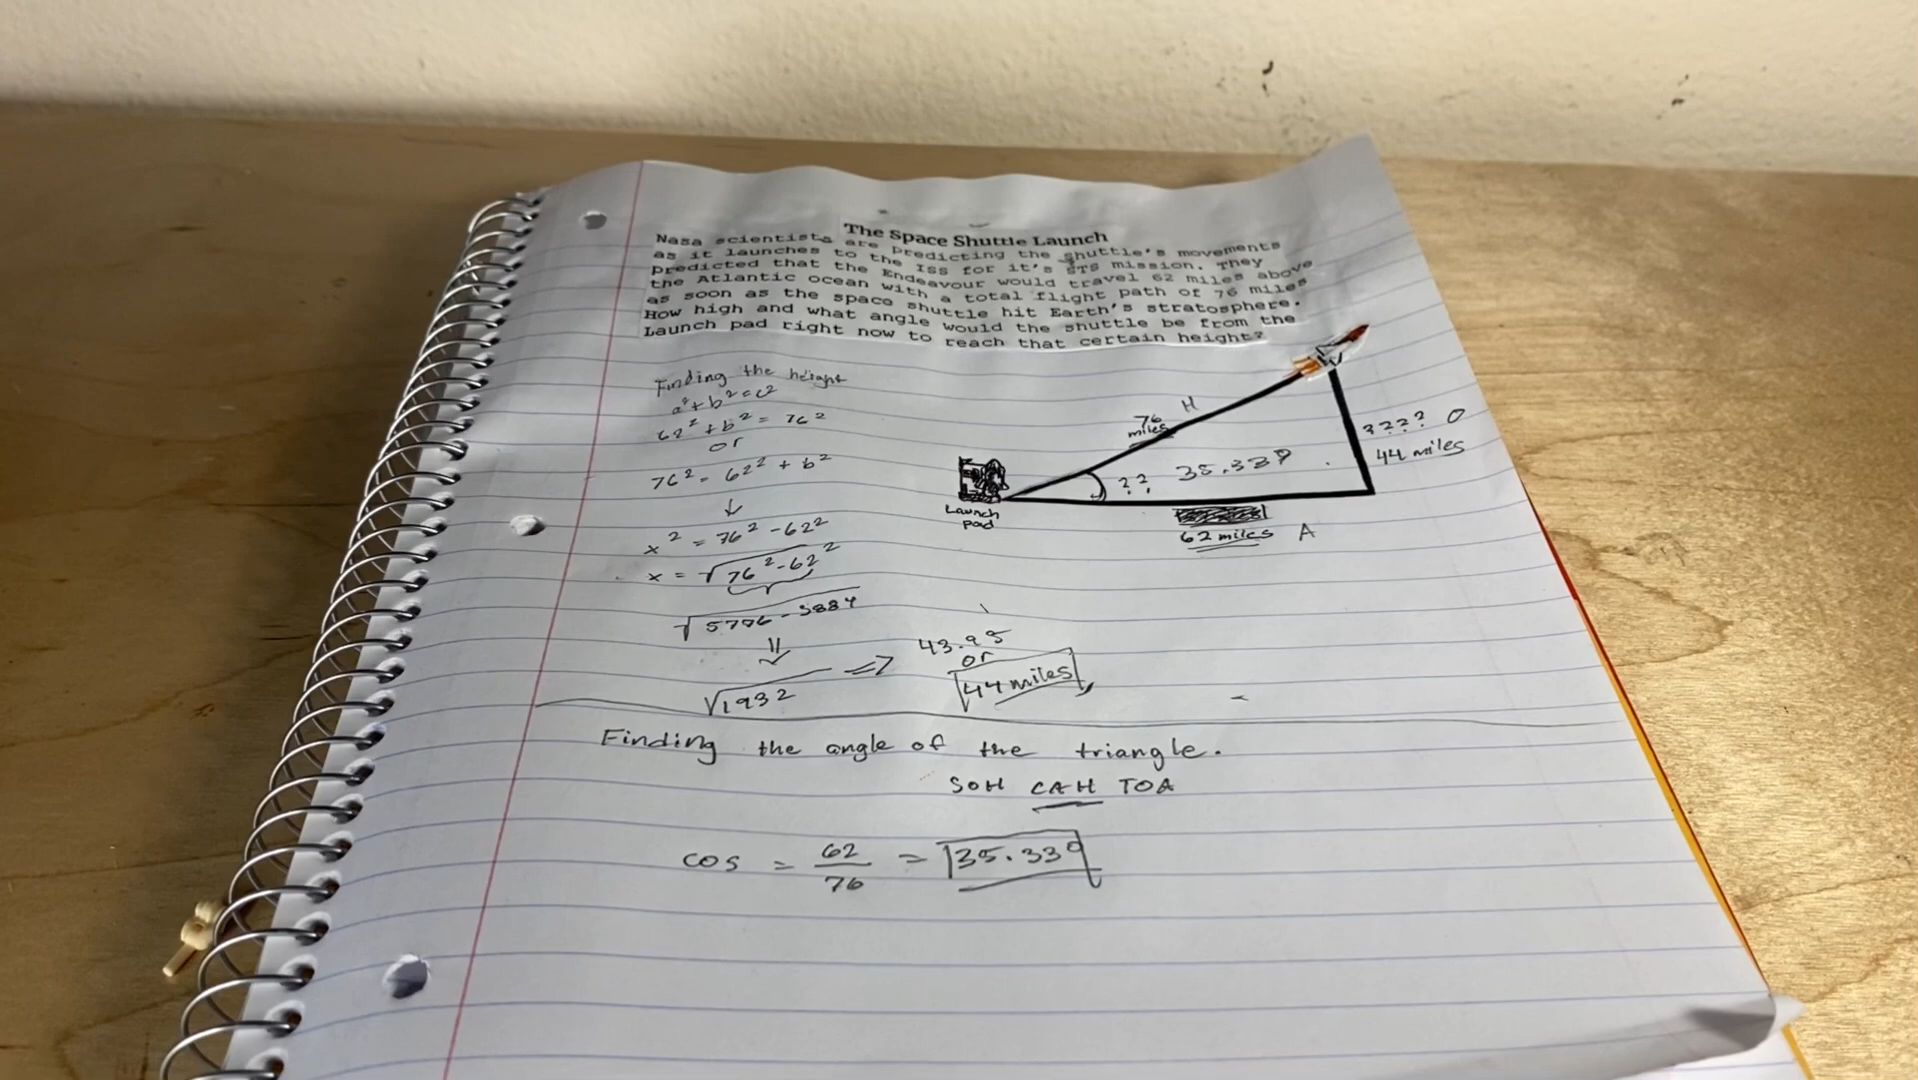 The Space Shuttle Launch
Nasa scientists are predicting the shuttle's movements
as it launches to the ISS for it's STS mission. They
predicted that the Endeavour would travel 62 miles above
the Atlantic ocean with a total flight path of 76 miles
as soon as the space shuttle hit Earth's stratosphere.
How high and what angle would the shuttle be from the
Launch pad right now to reach that certain height?
Finding the height
a² + b² = c²
62² + b² = 76²
or
76² = 62² + b²
↓
x² = 76² - 62²
x = √76² - 62²
√5776 - 3884
√1932 => 43.95
or
44 miles
76 miles
H
???? O
44 miles
?? 35.33°
Launch pad
62 miles A
Finding the angle of the triangle.
SOH CAH TOA
cos = 62/76 = 35.33°